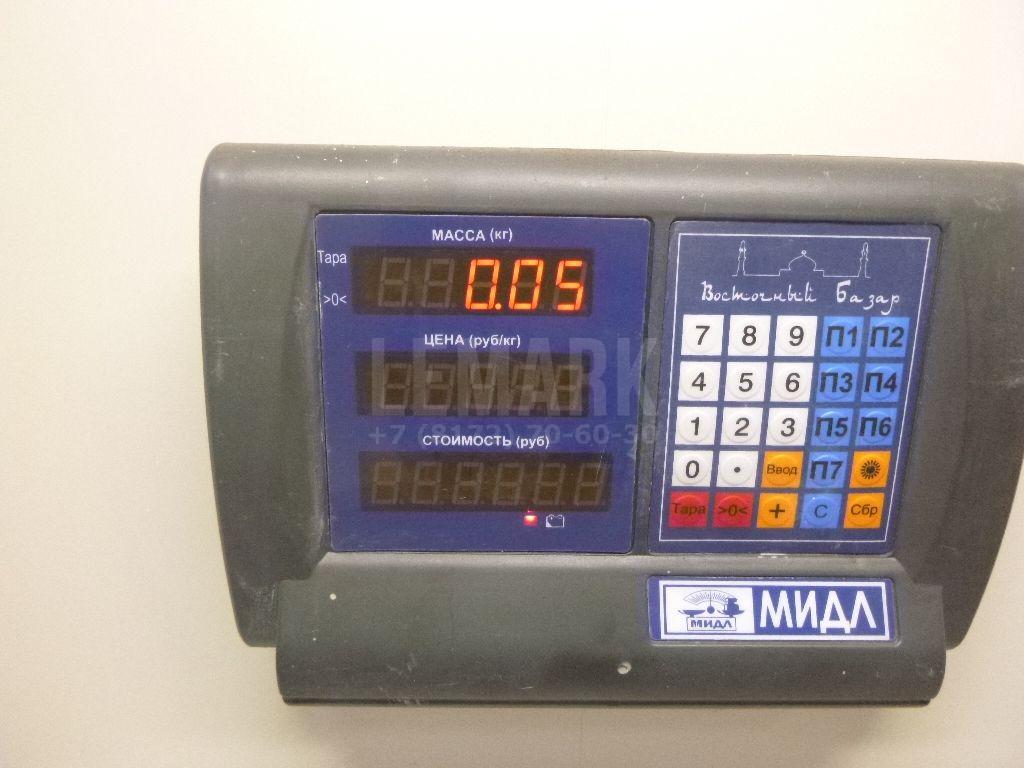 МАССА (кг)
Тара
0.05
>0<
ЦЕНА (руб/кг)
LEMARK
+7 (8172) 70-60-30
СТОИМОСТЬ (руб)
Восточный Базар
7 8 9 П1 П2
4 5 6 П3 П4
1 2 3 П5 П6
0 . Ввод П7
Тара >0< + С Сбр
МИДЛ
МИДЛ